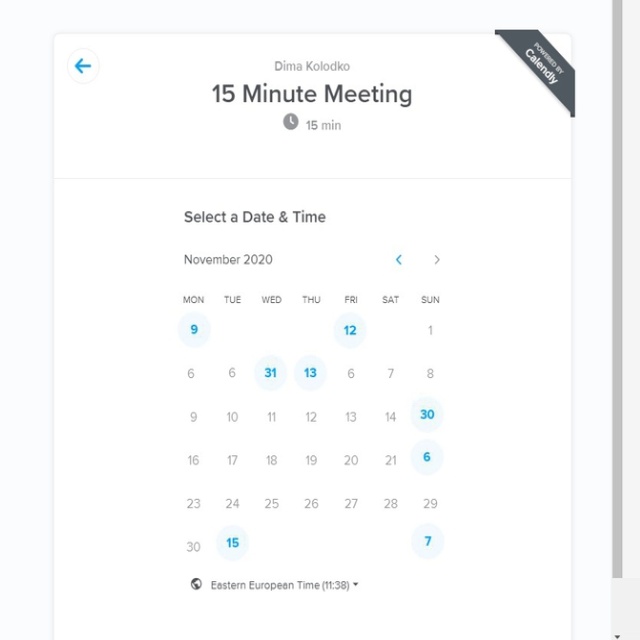 POWERED BY
Calendly
Dima Kolodko
15 Minute Meeting
15 min
Select a Date & Time
November 2020
MON TUE WED THU FRI SAT SUN
9 12 1
6 6 31 13 6 7 8
9 10 11 12 13 14 30
16 17 18 19 20 21 6
23 24 25 26 27 28 29
30 15 7
Eastern European Time (11:38)